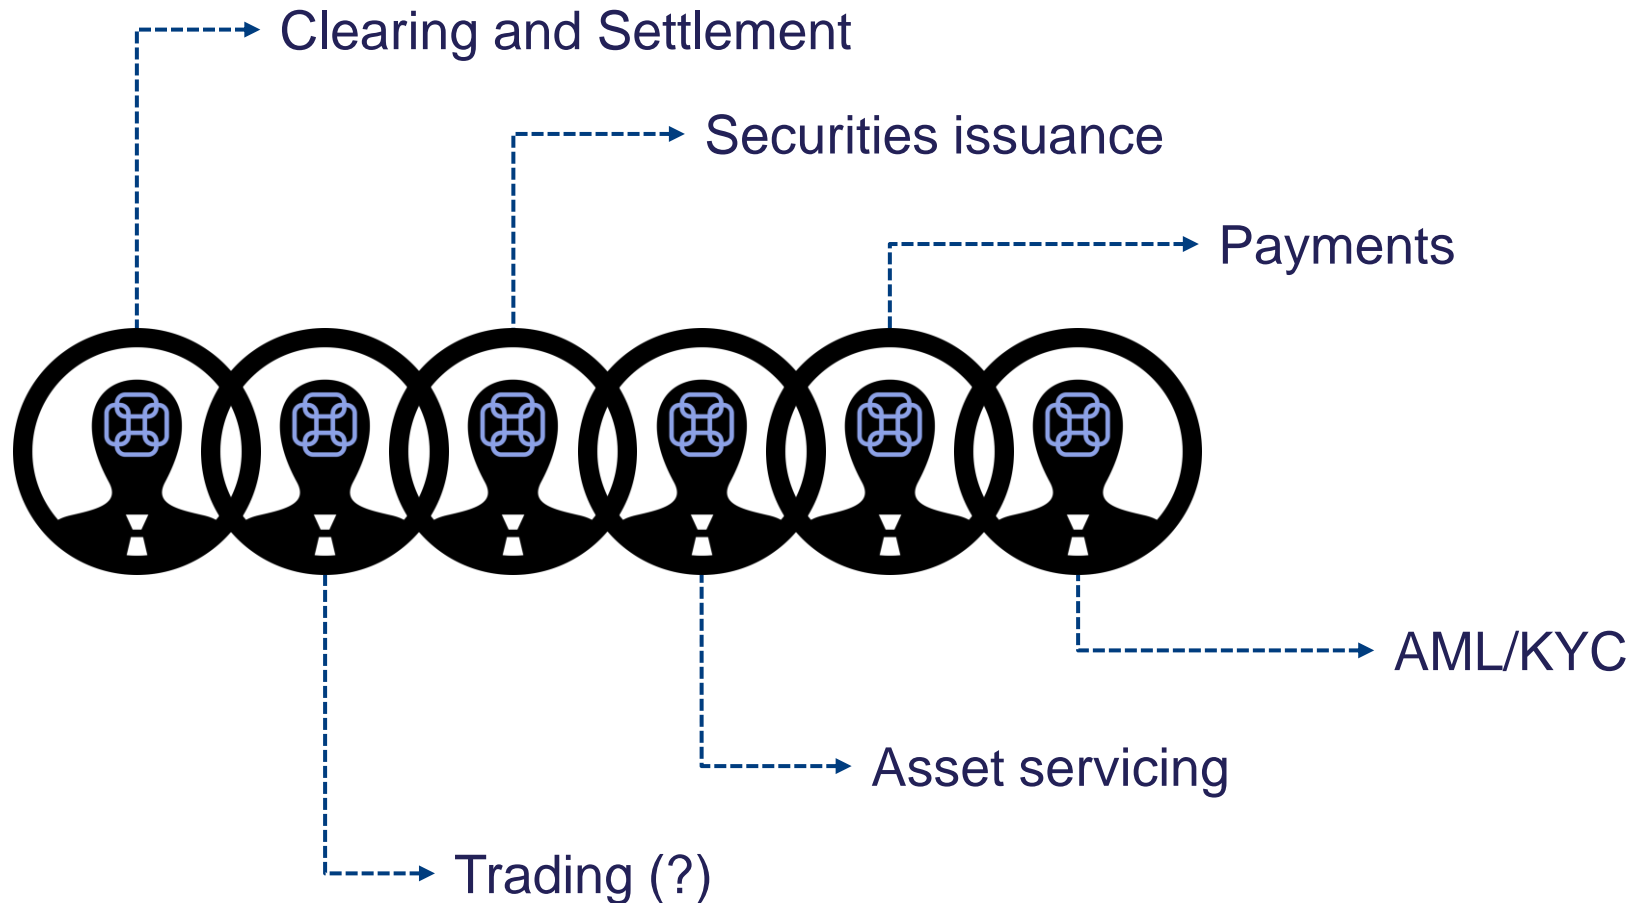 Clearing and Settlement
Securities issuance
Payments
AML/KYC
Asset servicing
Trading (?)